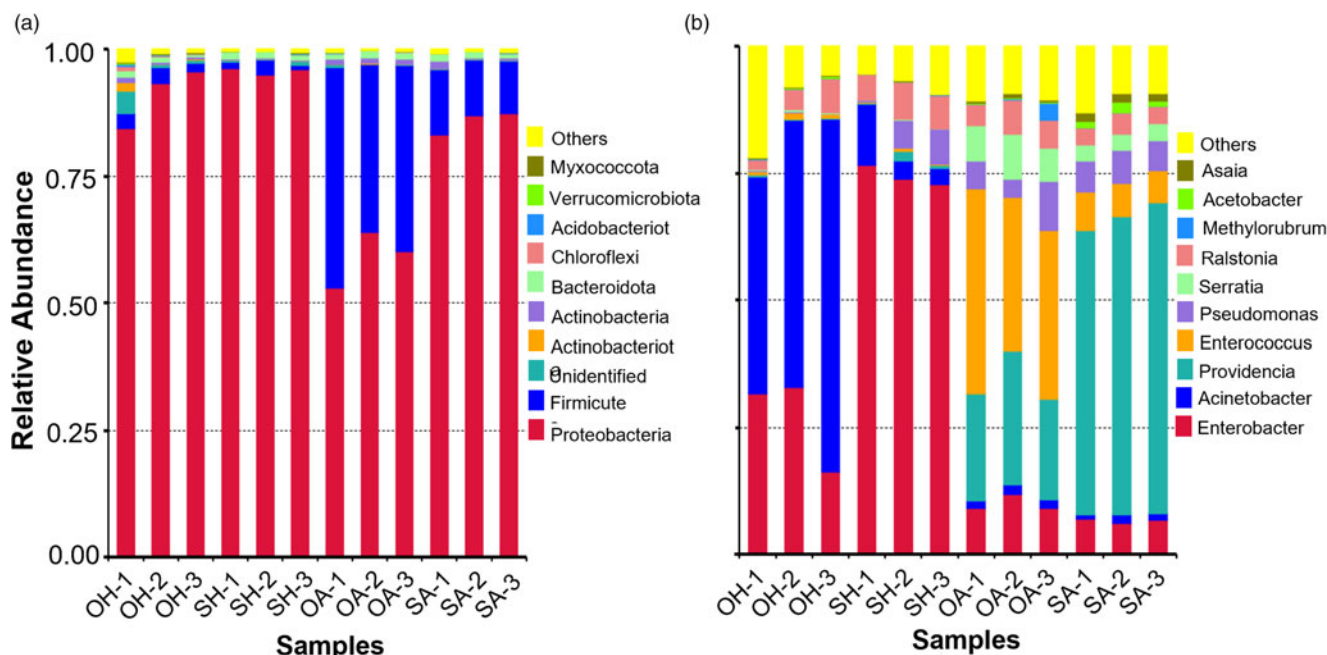 (a)
Relative Abundance
1.00
0.75
0.50
0.25
0.00
OH-1
OH-2
OH-3
SH-1
SH-2
SH-3
OA-1
OA-2
OA-3
SA-1
SA-2
SA-3
Samples
Others
Myxococcota
Verrucomicrobiota
Acidobacteriot
Chloroflexi
Bacteroidota
Actinobacteria
Actinobacteriot
Unidentified
Firmicute
Proteobacteria
(b)
OH-1
OH-2
OH-3
SH-1
SH-2
SH-3
OA-1
OA-2
OA-3
SA-1
SA-2
SA-3
Samples
Others
Asaia
Acetobacter
Methylorubrum
Ralstonia
Serratia
Pseudomonas
Enterococcus
Providencia
Acinetobacter
Enterobacter